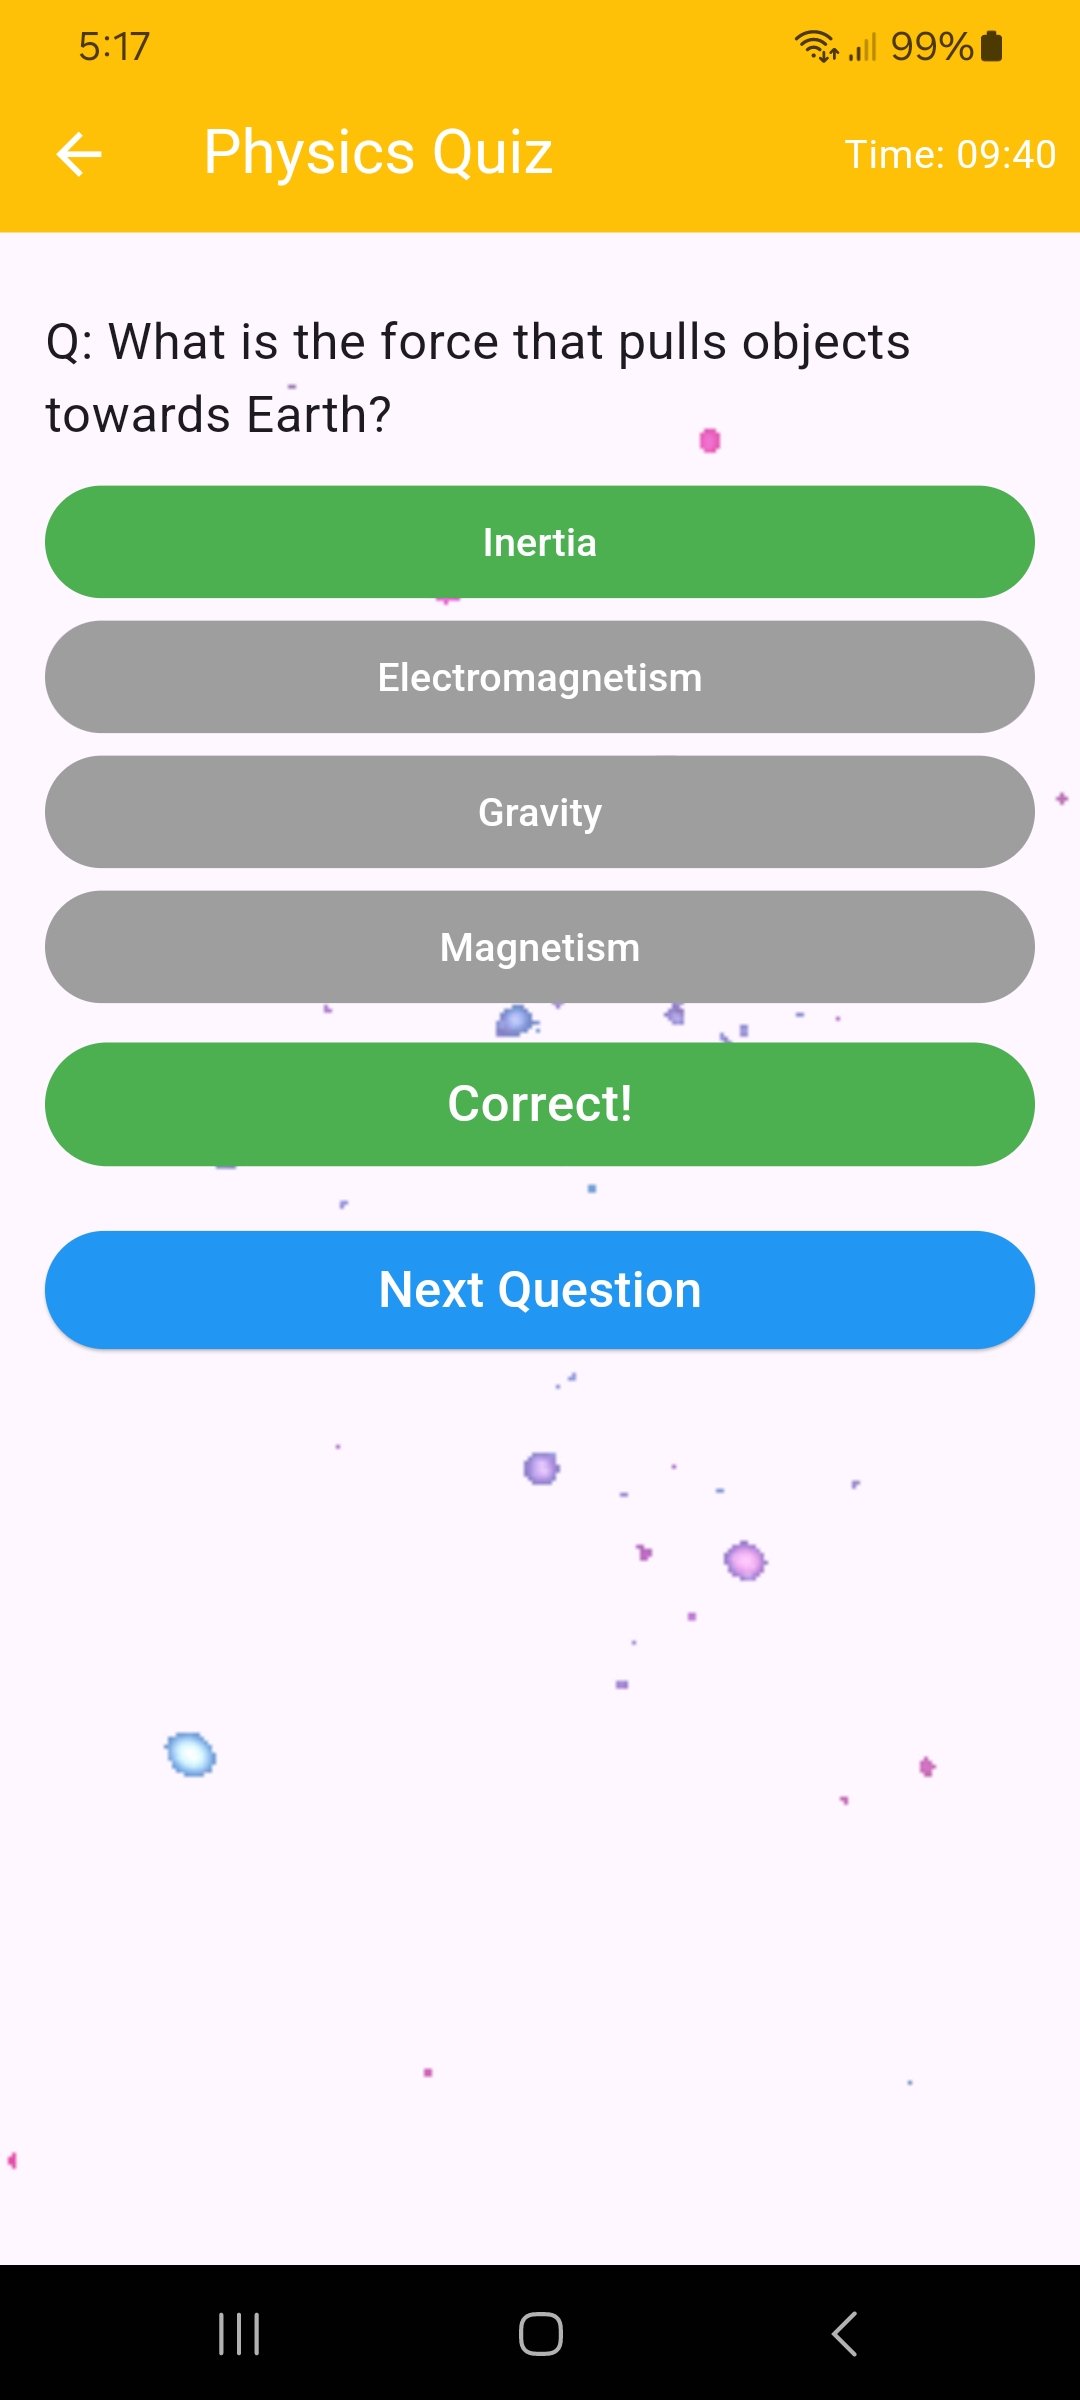 5:17
99%
Physics Quiz
Time: 09:40
Q: What is the force that pulls objects
towards Earth?
Inertia
Electromagnetism
Gravity
Magnetism
Correct!
Next Question